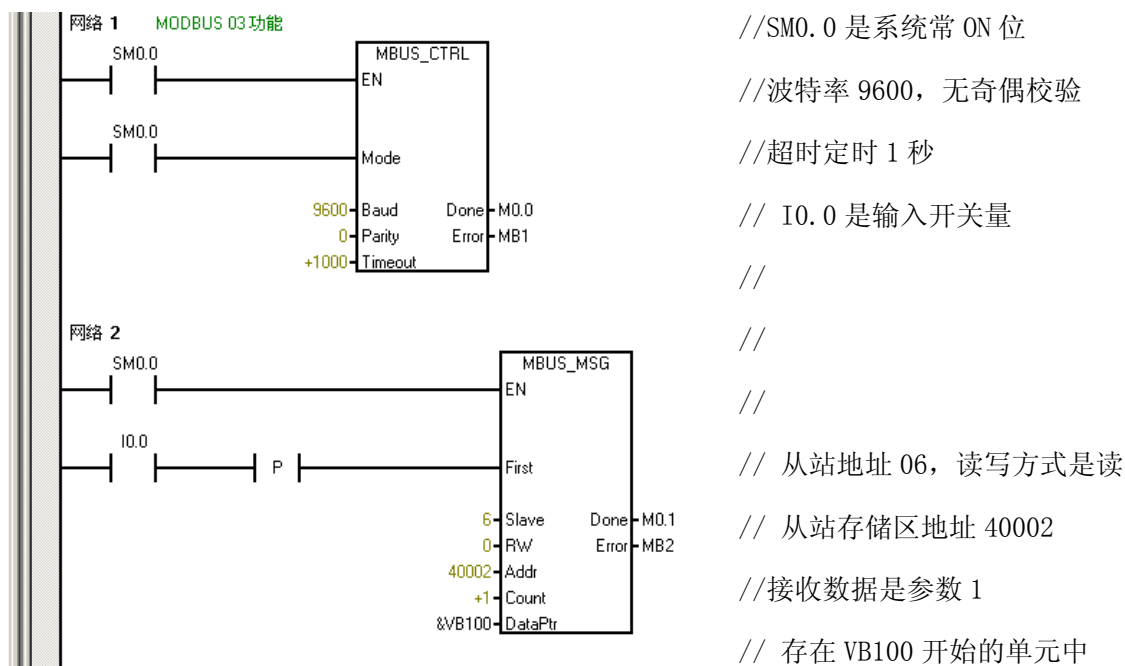 网络 1 MODBUS 03功能
SM0.0
MBUS_CTRL
EN
SM0.0
Mode
9600 Baud Done M0.0
0 Parity Error MB1
+1000 Timeout
网络 2
SM0.0
MBUS_MSG
EN
I0.0
P
First
6 Slave Done M0.1
0 RW Error MB2
40002 Addr
+1 Count
&VB100 DataPtr
//SM0.0 是系统常 ON 位
//波特率 9600，无奇偶校验
//超时定时 1 秒
// I0.0 是输入开关量
//
//
//
// 从站地址 06，读写方式是读
// 从站存储区地址 40002
//接收数据是参数 1
// 存在 VB100 开始的单元中